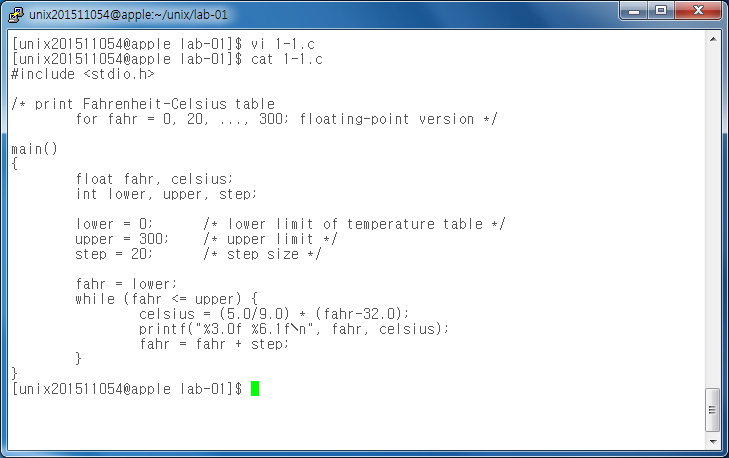 unix201511054@apple:~/unix/lab-01
[unix201511054@apple lab-01]$ vi 1-1.c
[unix201511054@apple lab-01]$ cat 1-1.c
#include <stdio.h>
/* print Fahrenheit-Celsius table
        for fahr = 0, 20, ..., 300; floating-point version */
main()
{
        float fahr, celsius;
        int lower, upper, step;
        lower = 0;      /* lower limit of temperature table */
        upper = 300;    /* upper limit */
        step = 20;      /* step size */
        fahr = lower;
        while (fahr <= upper) {
                celsius = (5.0/9.0) * (fahr-32.0);
                printf("%3.0f %6.1f\n", fahr, celsius);
                fahr = fahr + step;
        }
}
[unix201511054@apple lab-01]$